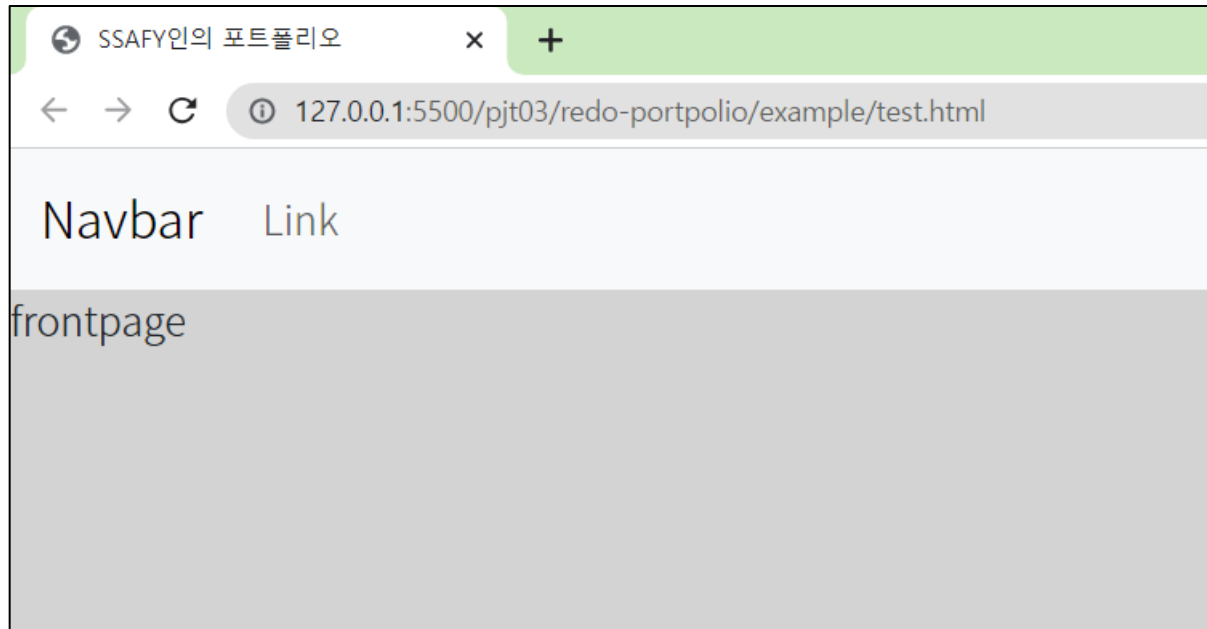 SSAFY인의 포트폴리오
127.0.0.1:5500/pjt03/redo-portpolio/example/test.html
Navbar Link
frontpage